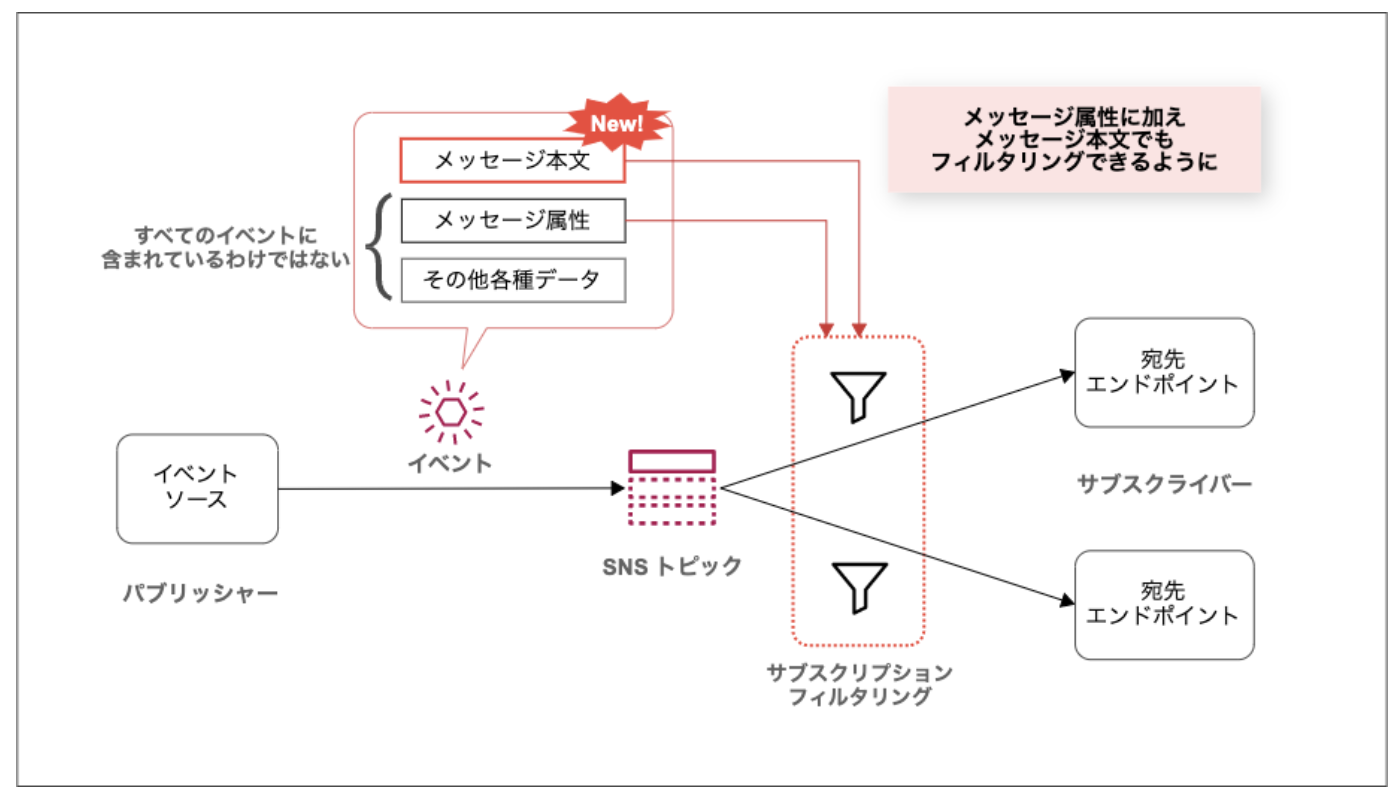 New!
メッセージ本文
メッセージ属性
その他各種データ
すべてのイベントに
含まれているわけではない
メッセージ属性に加え
メッセージ本文でも
フィルタリングできるように
イベント
イベント
ソース
パブリッシャー
SNS トピック
サブスクリプション
フィルタリング
宛先
エンドポイント
サブスクライバー
宛先
エンドポイント